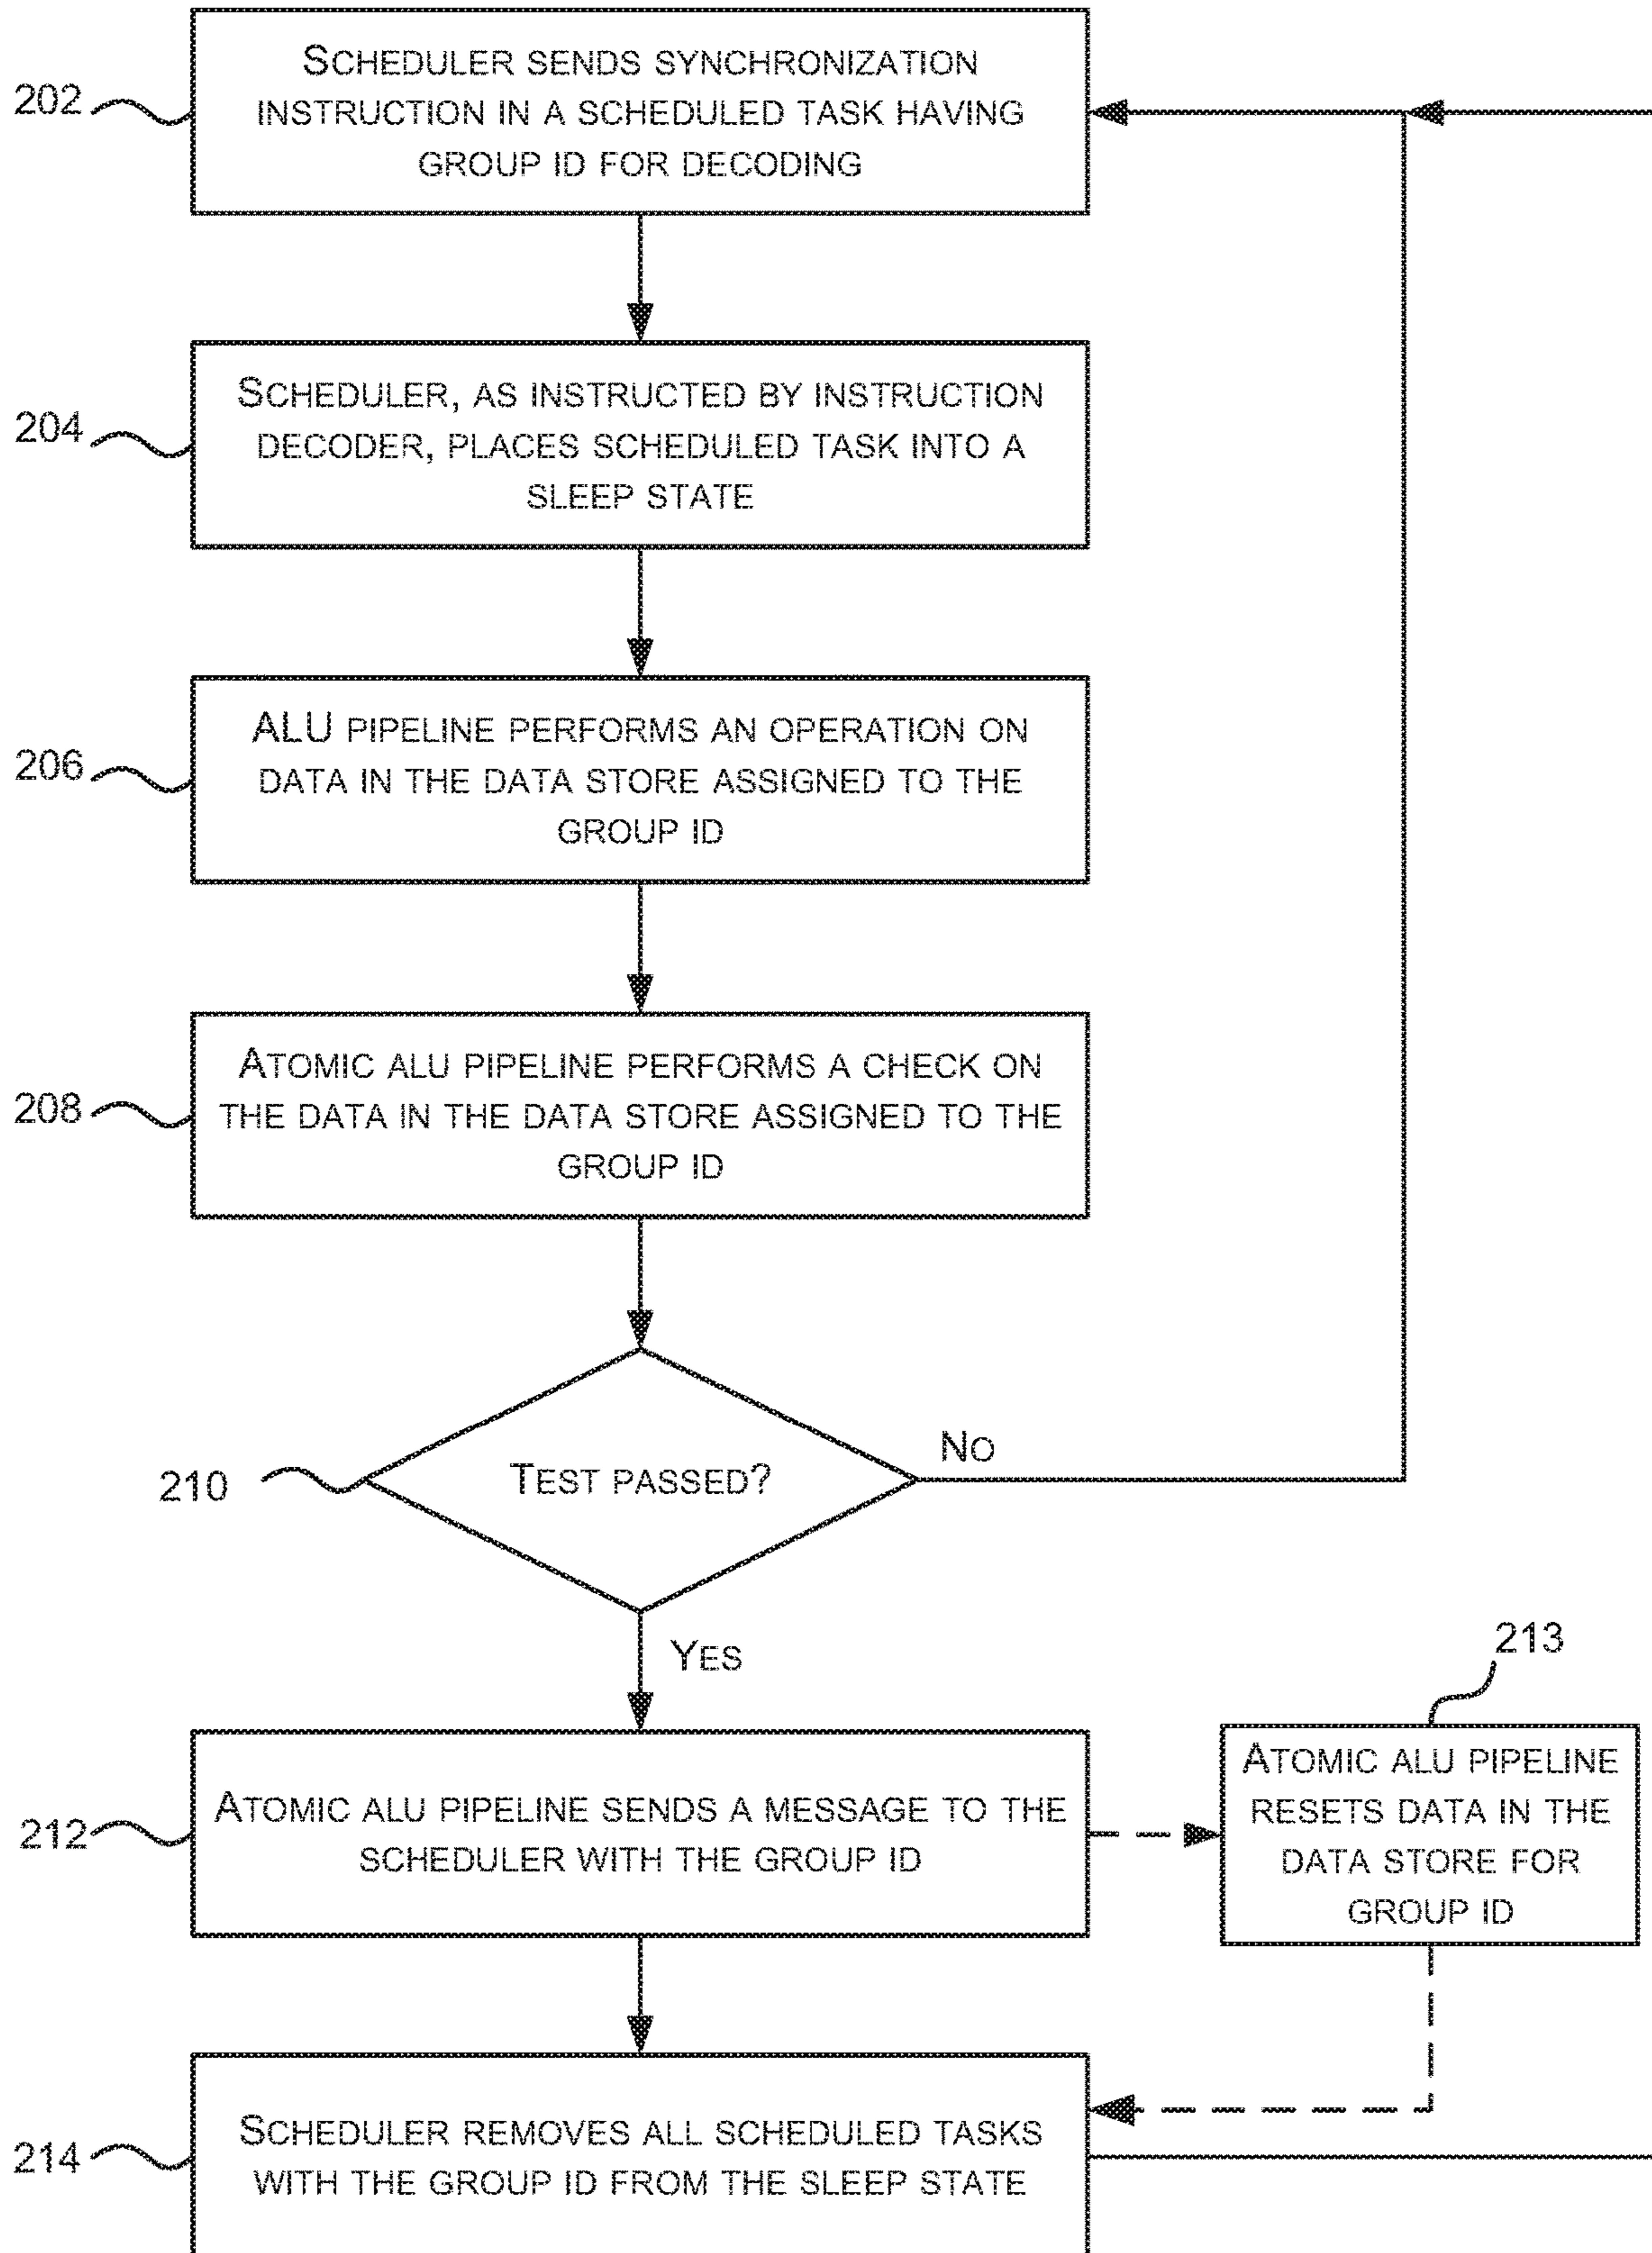 202
SCHEDULER SENDS SYNCHRONIZATION
INSTRUCTION IN A SCHEDULED TASK HAVING
GROUP ID FOR DECODING
204
SCHEDULER, AS INSTRUCTED BY INSTRUCTION
DECODER, PLACES SCHEDULED TASK INTO A
SLEEP STATE
206
ALU PIPELINE PERFORMS AN OPERATION ON
DATA IN THE DATA STORE ASSIGNED TO THE
GROUP ID
208
ATOMIC ALU PIPELINE PERFORMS A CHECK ON
THE DATA IN THE DATA STORE ASSIGNED TO THE
GROUP ID
210
TEST PASSED?
NO
YES
212
ATOMIC ALU PIPELINE SENDS A MESSAGE TO THE
SCHEDULER WITH THE GROUP ID
213
ATOMIC ALU PIPELINE
RESETS DATA IN THE
DATA STORE FOR
GROUP ID
214
SCHEDULER REMOVES ALL SCHEDULED TASKS
WITH THE GROUP ID FROM THE SLEEP STATE